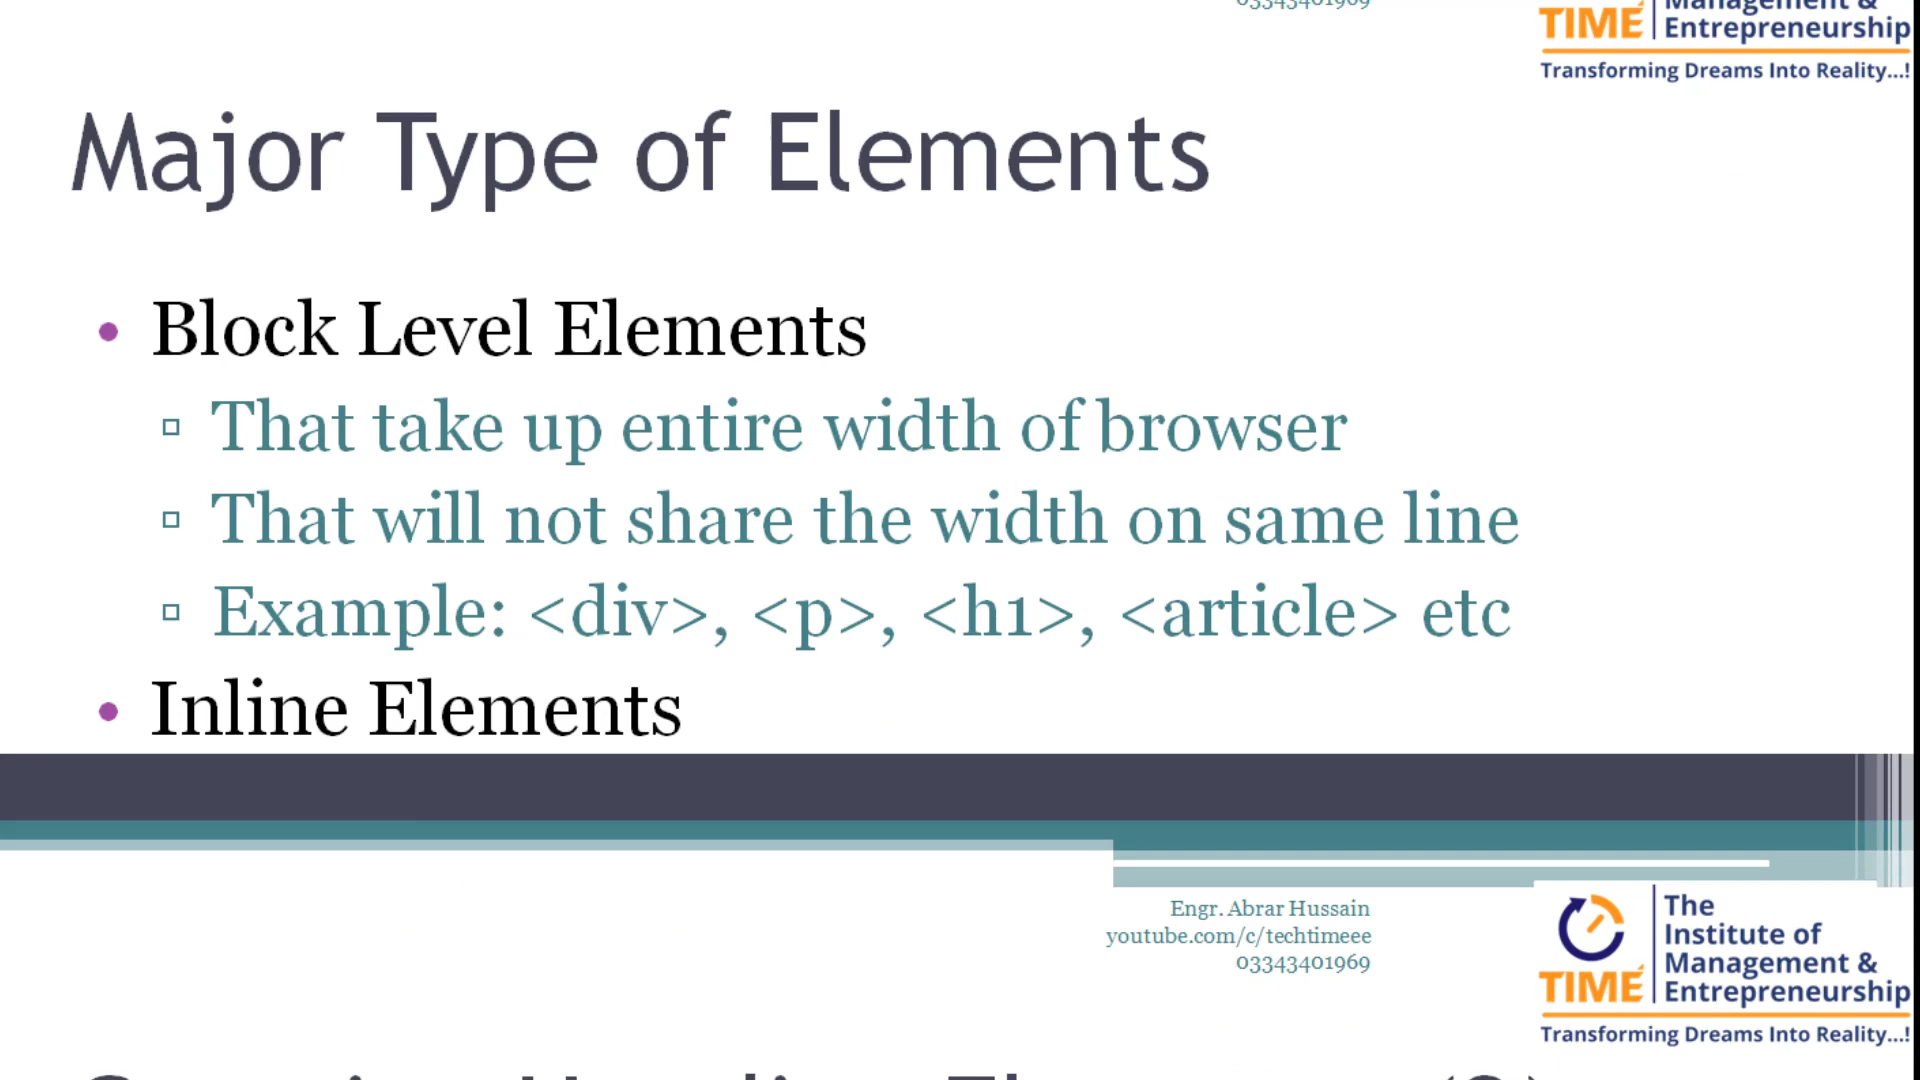 03343401969
TIME
Management &
Entrepreneurship
Transforming Dreams Into Reality...!
Major Type of Elements
• Block Level Elements
▫ That take up entire width of browser
▫ That will not share the width on same line
▫ Example: <div>, <p>, <h1>, <article> etc
• Inline Elements
Engr. Abrar Hussain
youtube.com/c/techtimeee
03343401969
TIME
The
Institute of
Management &
Entrepreneurship
Transforming Dreams Into Reality...!